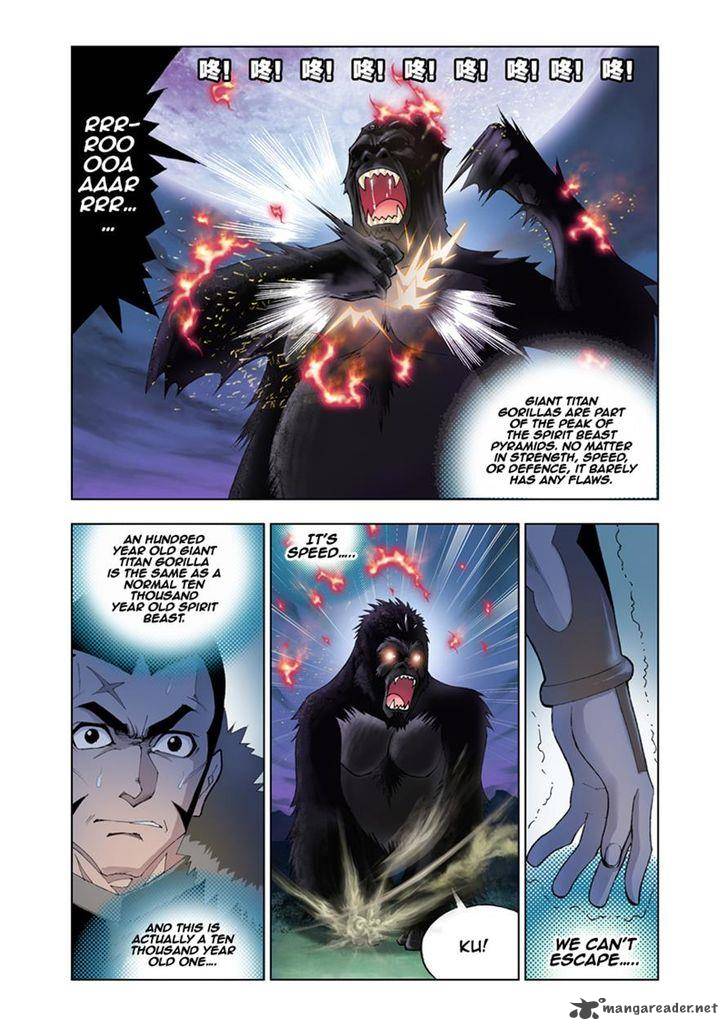 咚! 咚! 咚! 咚! 咚! 咚! 咚! 咚! 咚!
RRR-
ROO
OOA
AAAR
RRR...
...
GIANT TITAN
GORILLAS ARE PART
OF THE PEAK OF
THE SPIRIT BEAST
PYRAMIDS. NO MATTER
IN STRENGTH, SPEED,
OR DEFENCE, IT BARELY
HAS ANY FLAWS.
AN HUNDRED
YEAR OLD GIANT
TITAN GORILLA
IS THE SAME AS A
NORMAL TEN
THOUSAND
YEAR OLD SPIRIT
BEAST.
AND THIS IS
ACTUALLY A TEN
THOUSAND YEAR
OLD ONE....
IT'S
SPEED.....
KU!
WE CAN'T
ESCAPE.....
mangareader.net